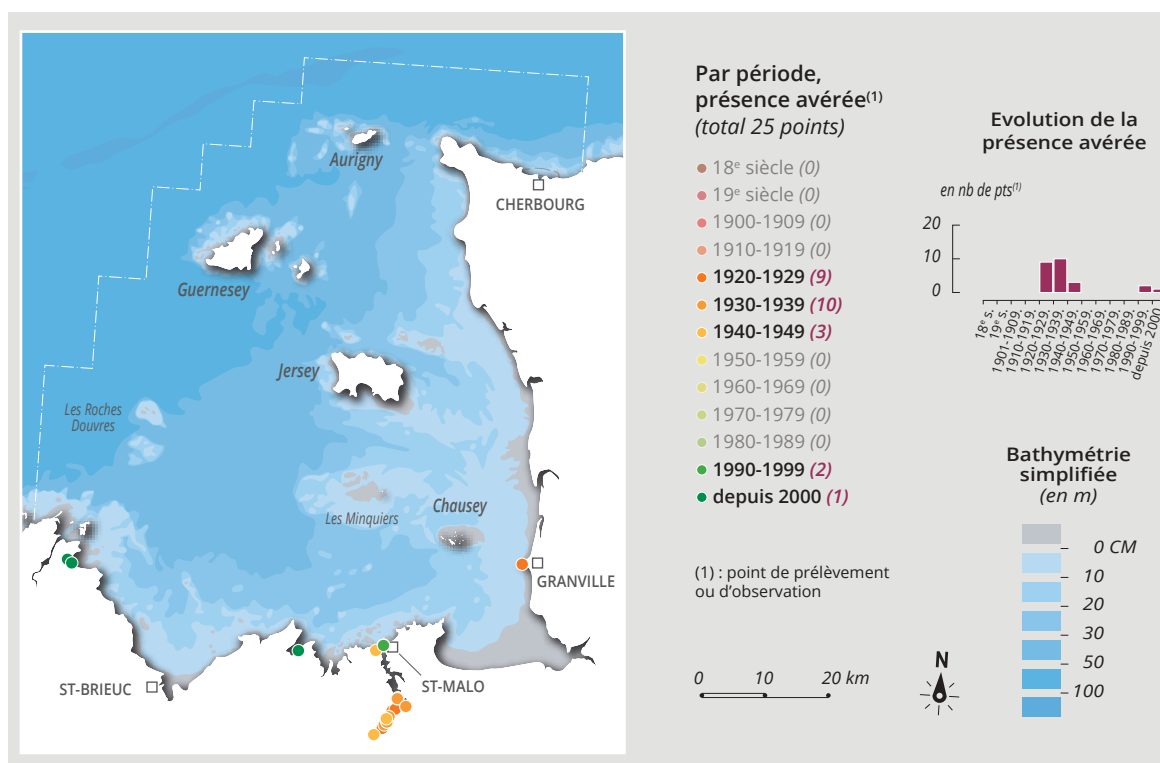 Aurigny
CHERBOURG
Guernesey
Jersey
Les Roches
Douvres
Les Minquiers
Chausey
GRANVILLE
ST-BRIEUC
ST-MALO
Par période,
présence avérée(1)
(total 25 points)
18e siècle (0)
19e siècle (0)
1900-1909 (0)
1910-1919 (0)
1920-1929 (9)
1930-1939 (10)
1940-1949 (3)
1950-1959 (0)
1960-1969 (0)
1970-1979 (0)
1980-1989 (0)
1990-1999 (2)
depuis 2000 (1)
(1) : point de prélèvement
ou d'observation
0 10 20 km
N
Evolution de la
présence avérée
en nb de pts(1)
20
10
0
18e s.
19e s.
1901-1909.
1910-1919.
1920-1929.
1930-1939.
1940-1949.
1950-1959.
1960-1969.
1970-1979.
1980-1989.
1990-1999.
depuis 2000
Bathymétrie
simplifiée
(en m)
0 CM
10
20
30
50
100